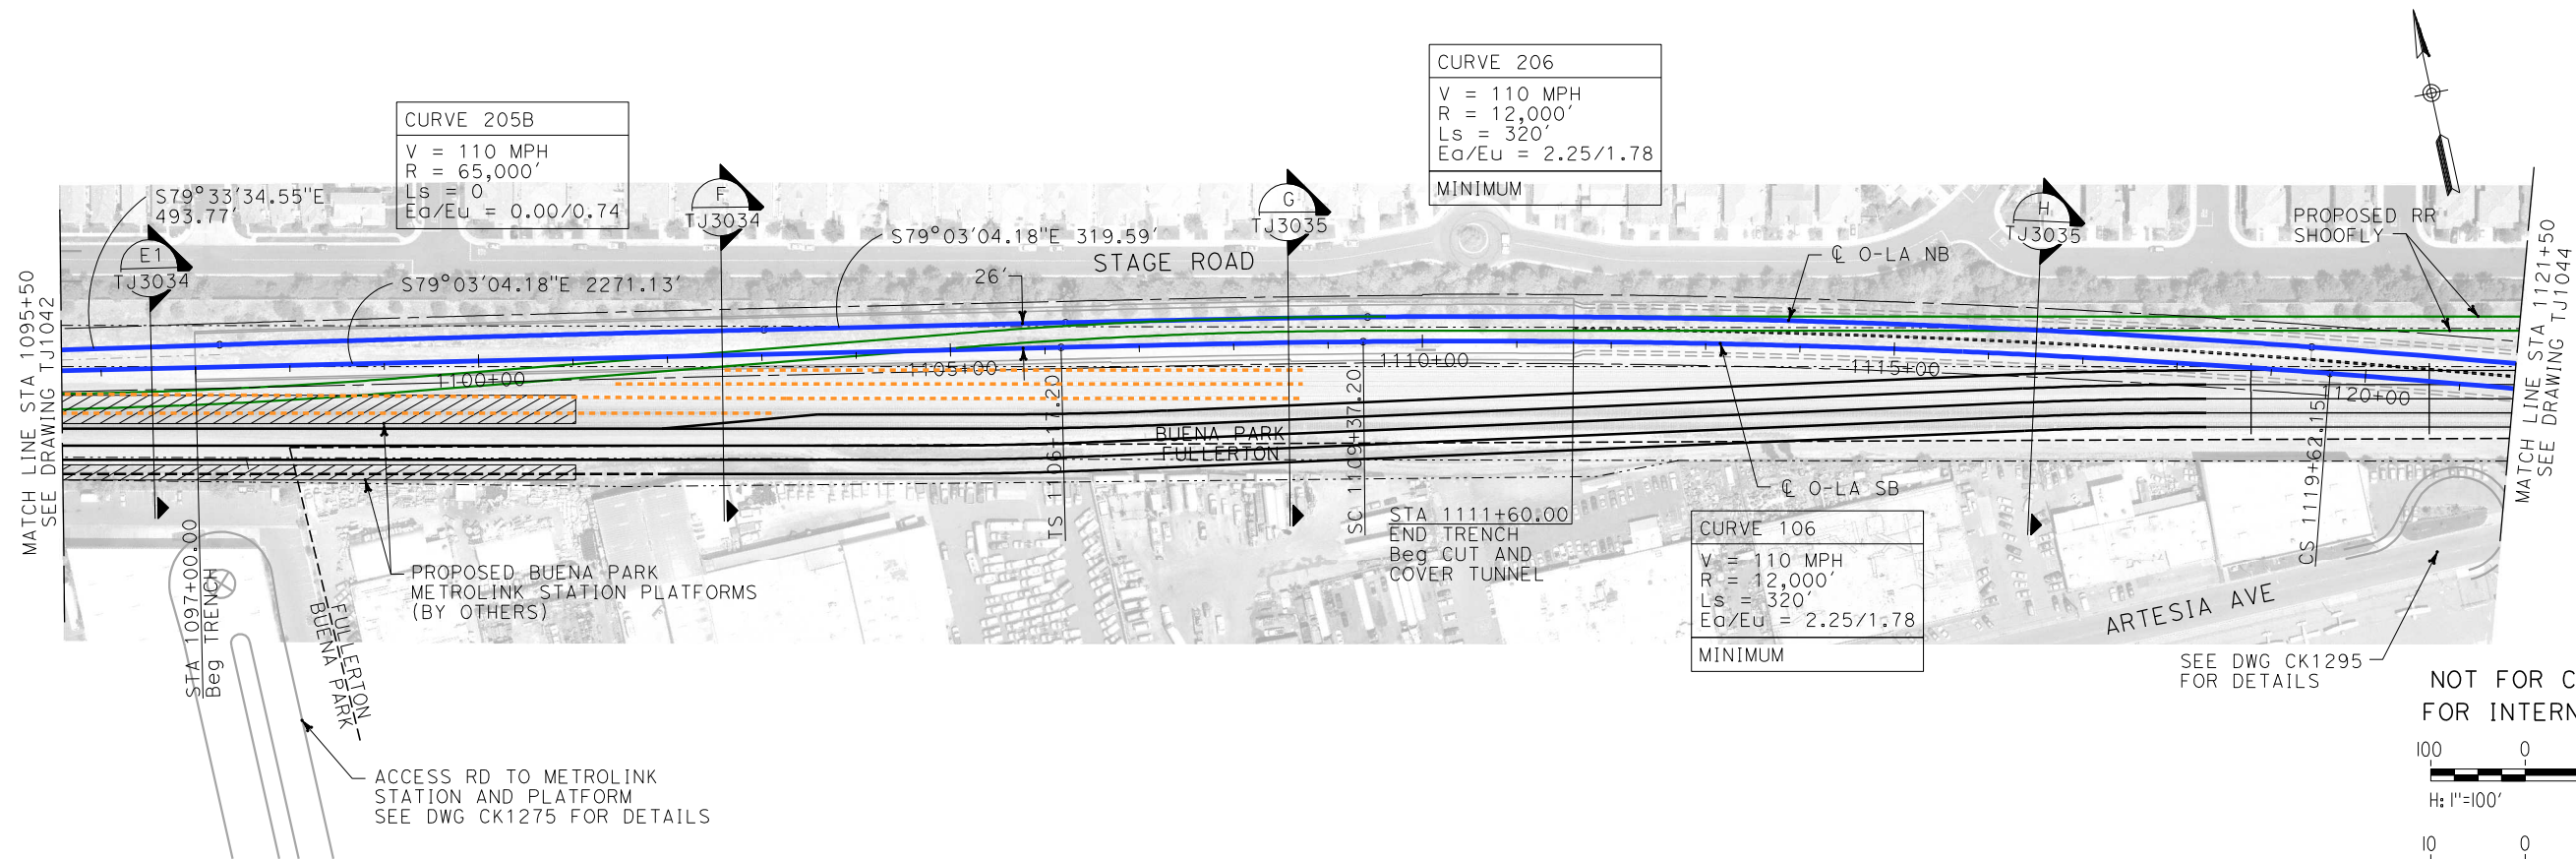 CURVE 206
V = 110 MPH
R = 12,000'
Ls = 320'
Ea/Eu = 2.25/1.78
MINIMUM
CURVE 205B
V = 110 MPH
R = 65,000'
Ls = 0
Ea/Eu = 0.00/0.74
S79°33'34.55"E
493.77'
E1
TJ3034
F
TJ3034
G
TJ3035
H
TJ3035
PROPOSED RR
SHOOFLY
S79°03'04.18"E 319.59'
S79°03'04.18"E 2271.13'
26'
STAGE ROAD
℄ O-LA NB
MATCH LINE STA 1095+50
SEE DRAWING TJ1042
MATCH LINE STA 1121+50
SEE DRAWING TJ1044
1100+00
1105+00
1110+00
1115+00
1120+00
BUENA PARK
FULLERTON
TS 1106+17.20
SC 1109+37.20
CS 1119+62.15
℄ O-LA SB
STA 1111+60.00
END TRENCH
Beg CUT AND
COVER TUNNEL
CURVE 106
V = 110 MPH
R = 12,000'
Ls = 320'
Ea/Eu = 2.25/1.78
MINIMUM
STA 1097+00.00
Beg TRENCH
FULLERTON
BUENA PARK
PROPOSED BUENA PARK
METROLINK STATION PLATFORMS
(BY OTHERS)
ARTESIA AVE
SEE DWG CK1295
FOR DETAILS
ACCESS RD TO METROLINK
STATION AND PLATFORM
SEE DWG CK1275 FOR DETAILS
NOT FOR C
FOR INTERN
100 0
H: 1"=100'
10 0